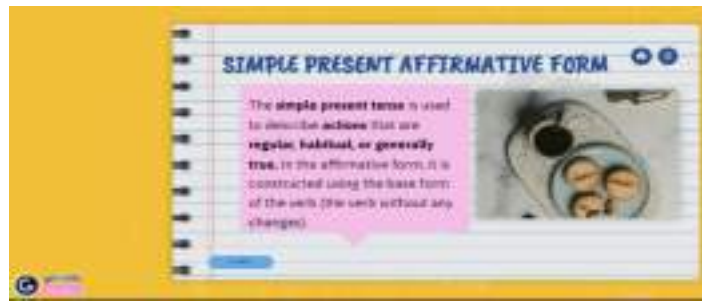 SIMPLE PRESENT AFFIRMATIVE FORM
The simple present tense is used
to describe actions that are
regular, habitual, or generally
true. In the affirmative form, it is
constructed using the base form
of the verb (the verb without any
changes)